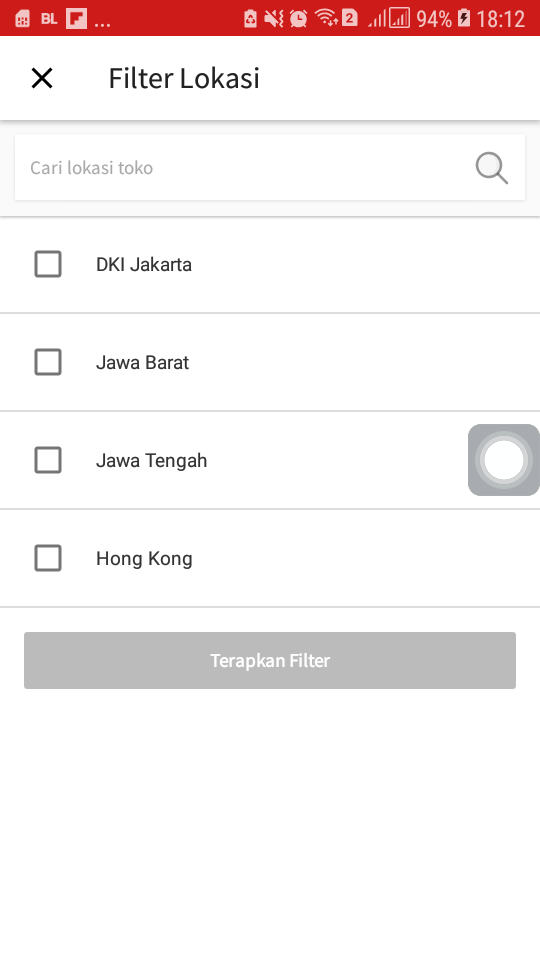 BL ... 2 94% 18:12
Filter Lokasi
Cari lokasi toko
DKI Jakarta
Jawa Barat
Jawa Tengah
Hong Kong
Terapkan Filter